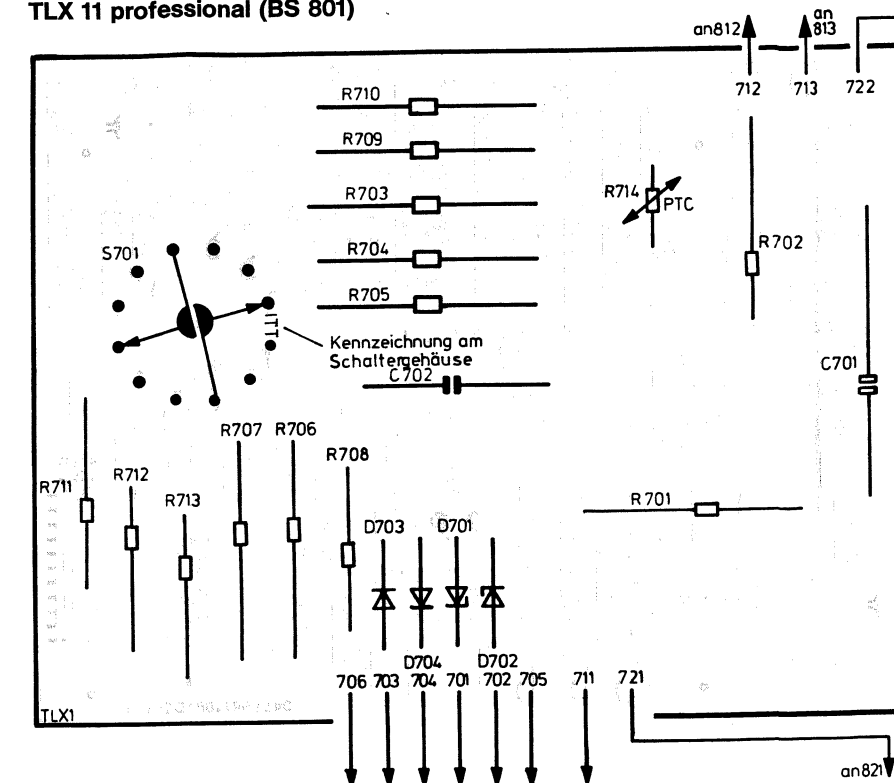 TLX 11 professional (BS 801)
an812
an
813
712 713 722
R710
R709
R703
R714
PTC
R704
R702
S701
R705
ITT
Kennzeichnung am
Schaltergehäuse
C702
C701
R707 R706
R708
R712
R711
R713
R701
D703 D701
D704 D702
706 703 704 701 702 705 711 721
TLX1
an821